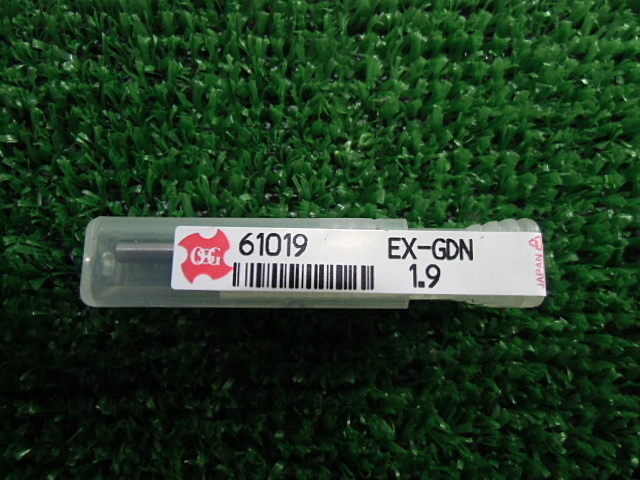 OSG
61019
EX-GDN
1.9
JAPAN